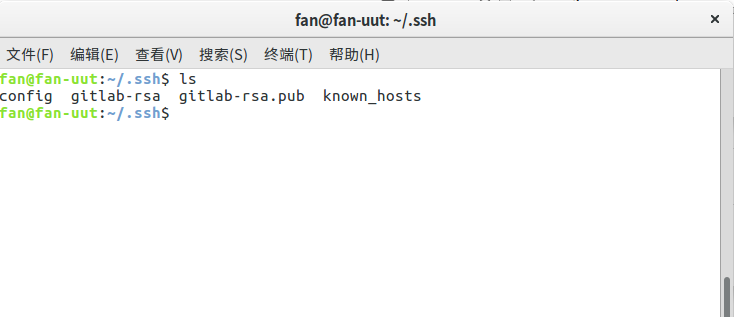 fan@fan-uut: ~/.ssh ×
文件(F) 编辑(E) 查看(V) 搜索(S) 终端(T) 帮助(H)
fan@fan-uut:~/.ssh$ ls
config gitlab-rsa gitlab-rsa.pub known_hosts
fan@fan-uut:~/.ssh$